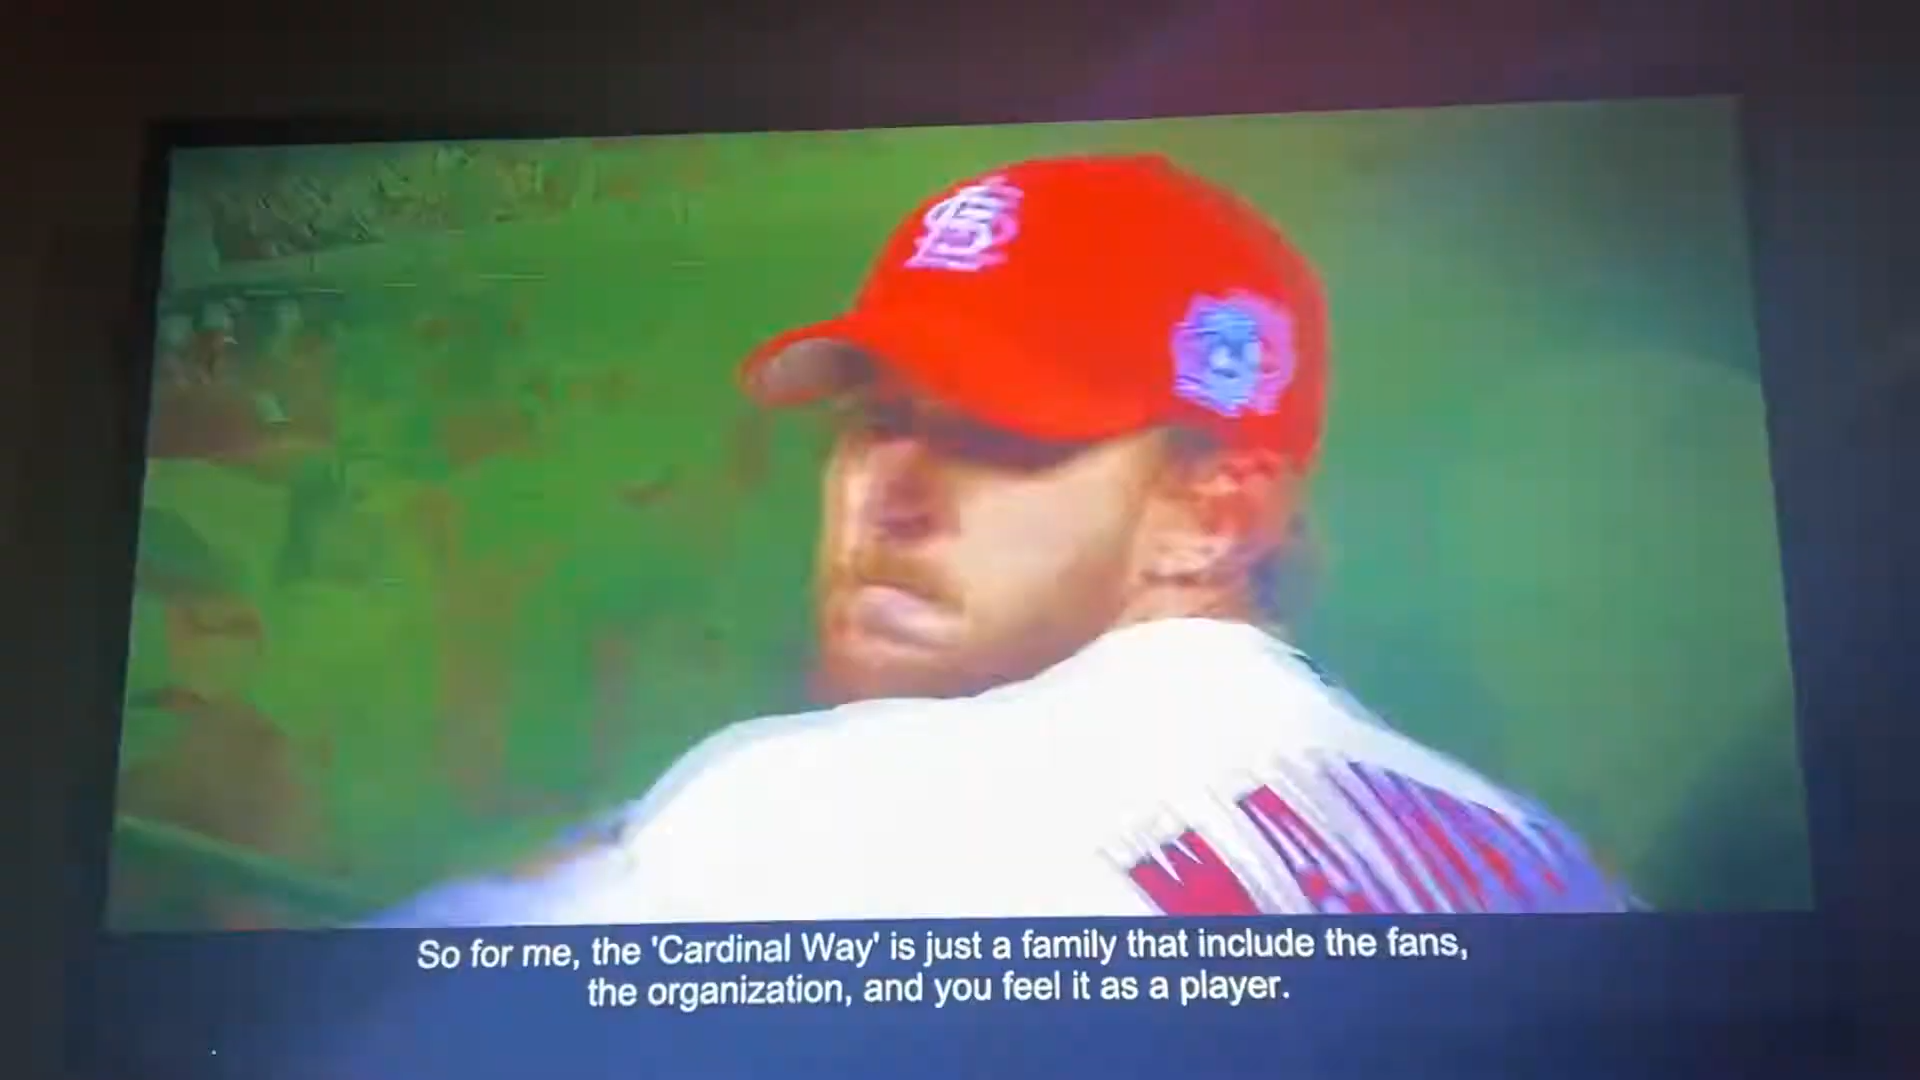 STL
So for me, the 'Cardinal Way' is just a family that include the fans,
the organization, and you feel it as a player.